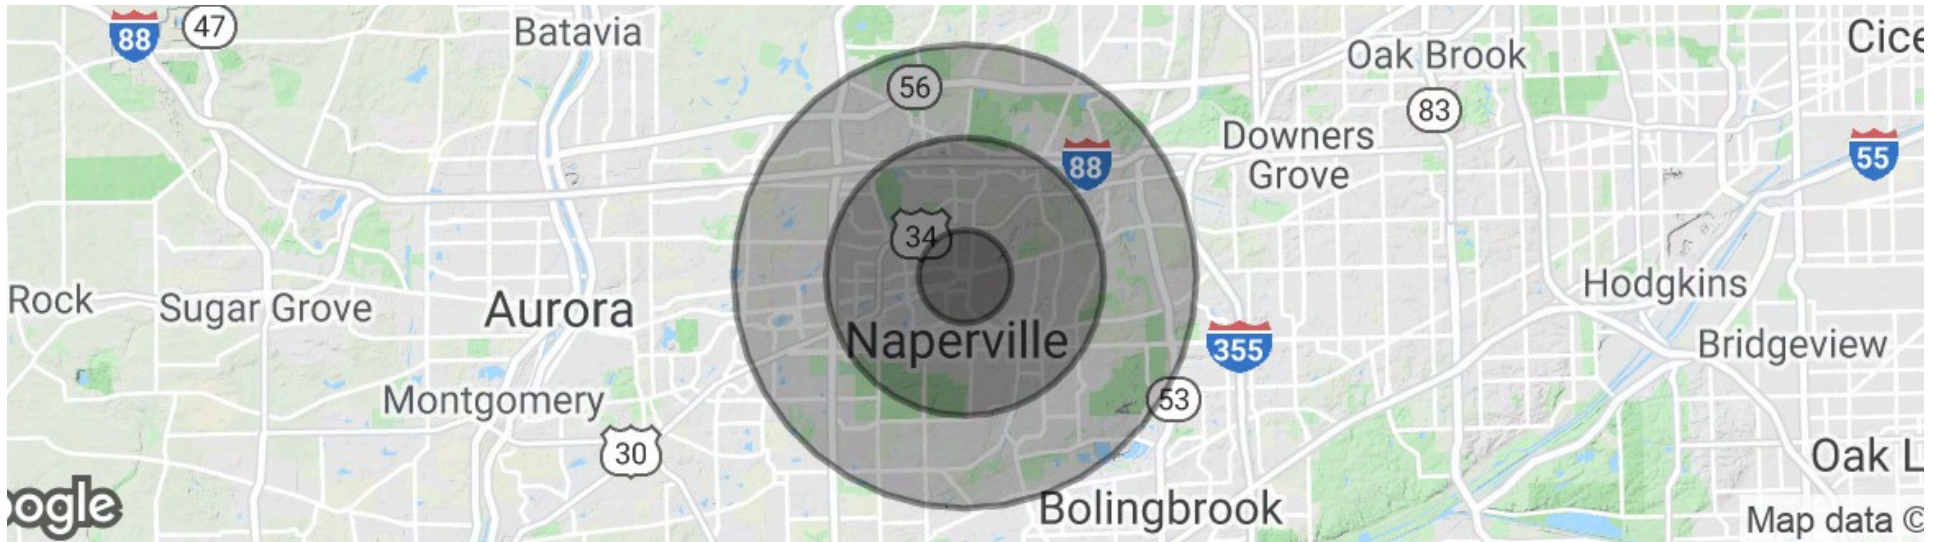 88
47
Batavia
Oak Brook
Cice
56
83
Downers
Grove
88
55
34
Rock
Sugar Grove
Aurora
Hodgkins
Naperville
355
Bridgeview
Montgomery
53
30
Oak L
oogle
Bolingbrook
Map data ©